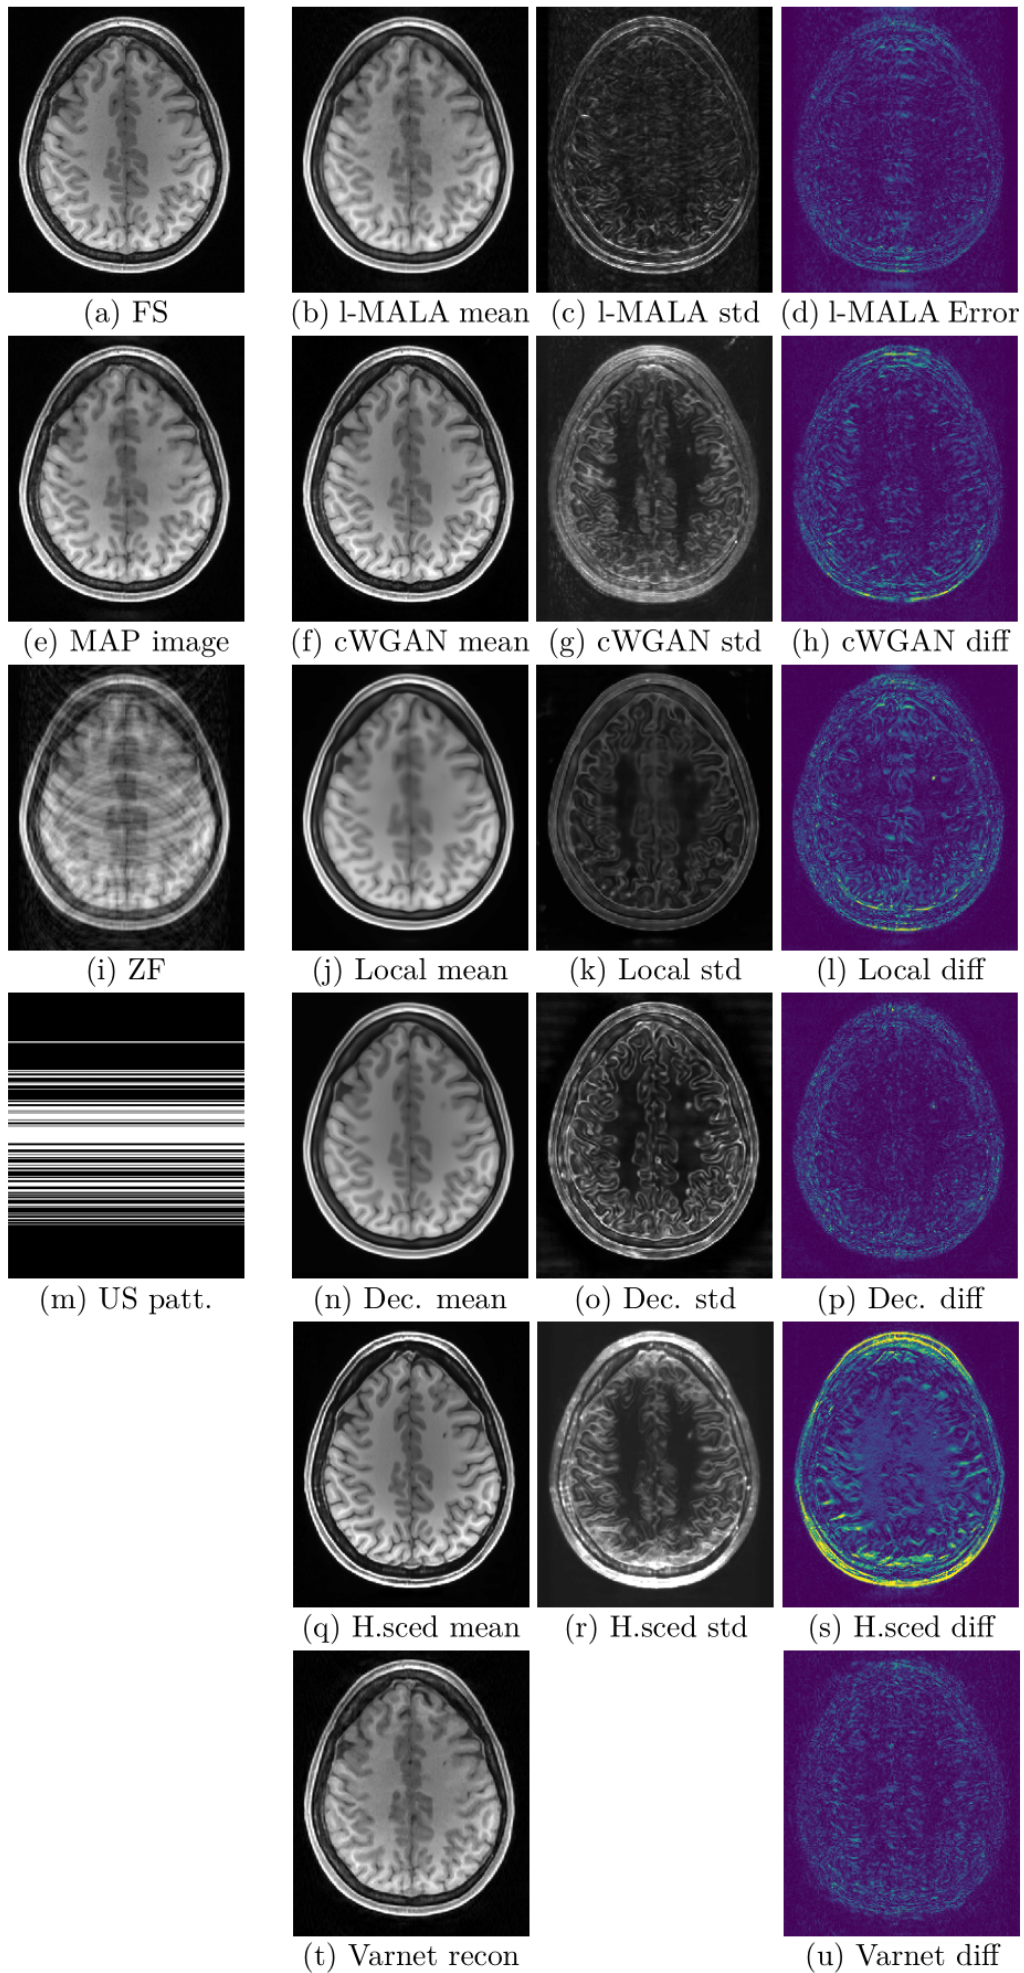 (a) FS
(b) l-MALA mean
(c) l-MALA std
(d) l-MALA Error
(e) MAP image
(f) cWGAN mean
(g) cWGAN std
(h) cWGAN diff
(i) ZF
(j) Local mean
(k) Local std
(l) Local diff
(m) US patt.
(n) Dec. mean
(o) Dec. std
(p) Dec. diff
(q) H.sced mean
(r) H.sced std
(s) H.sced diff
(t) Varnet recon
(u) Varnet diff